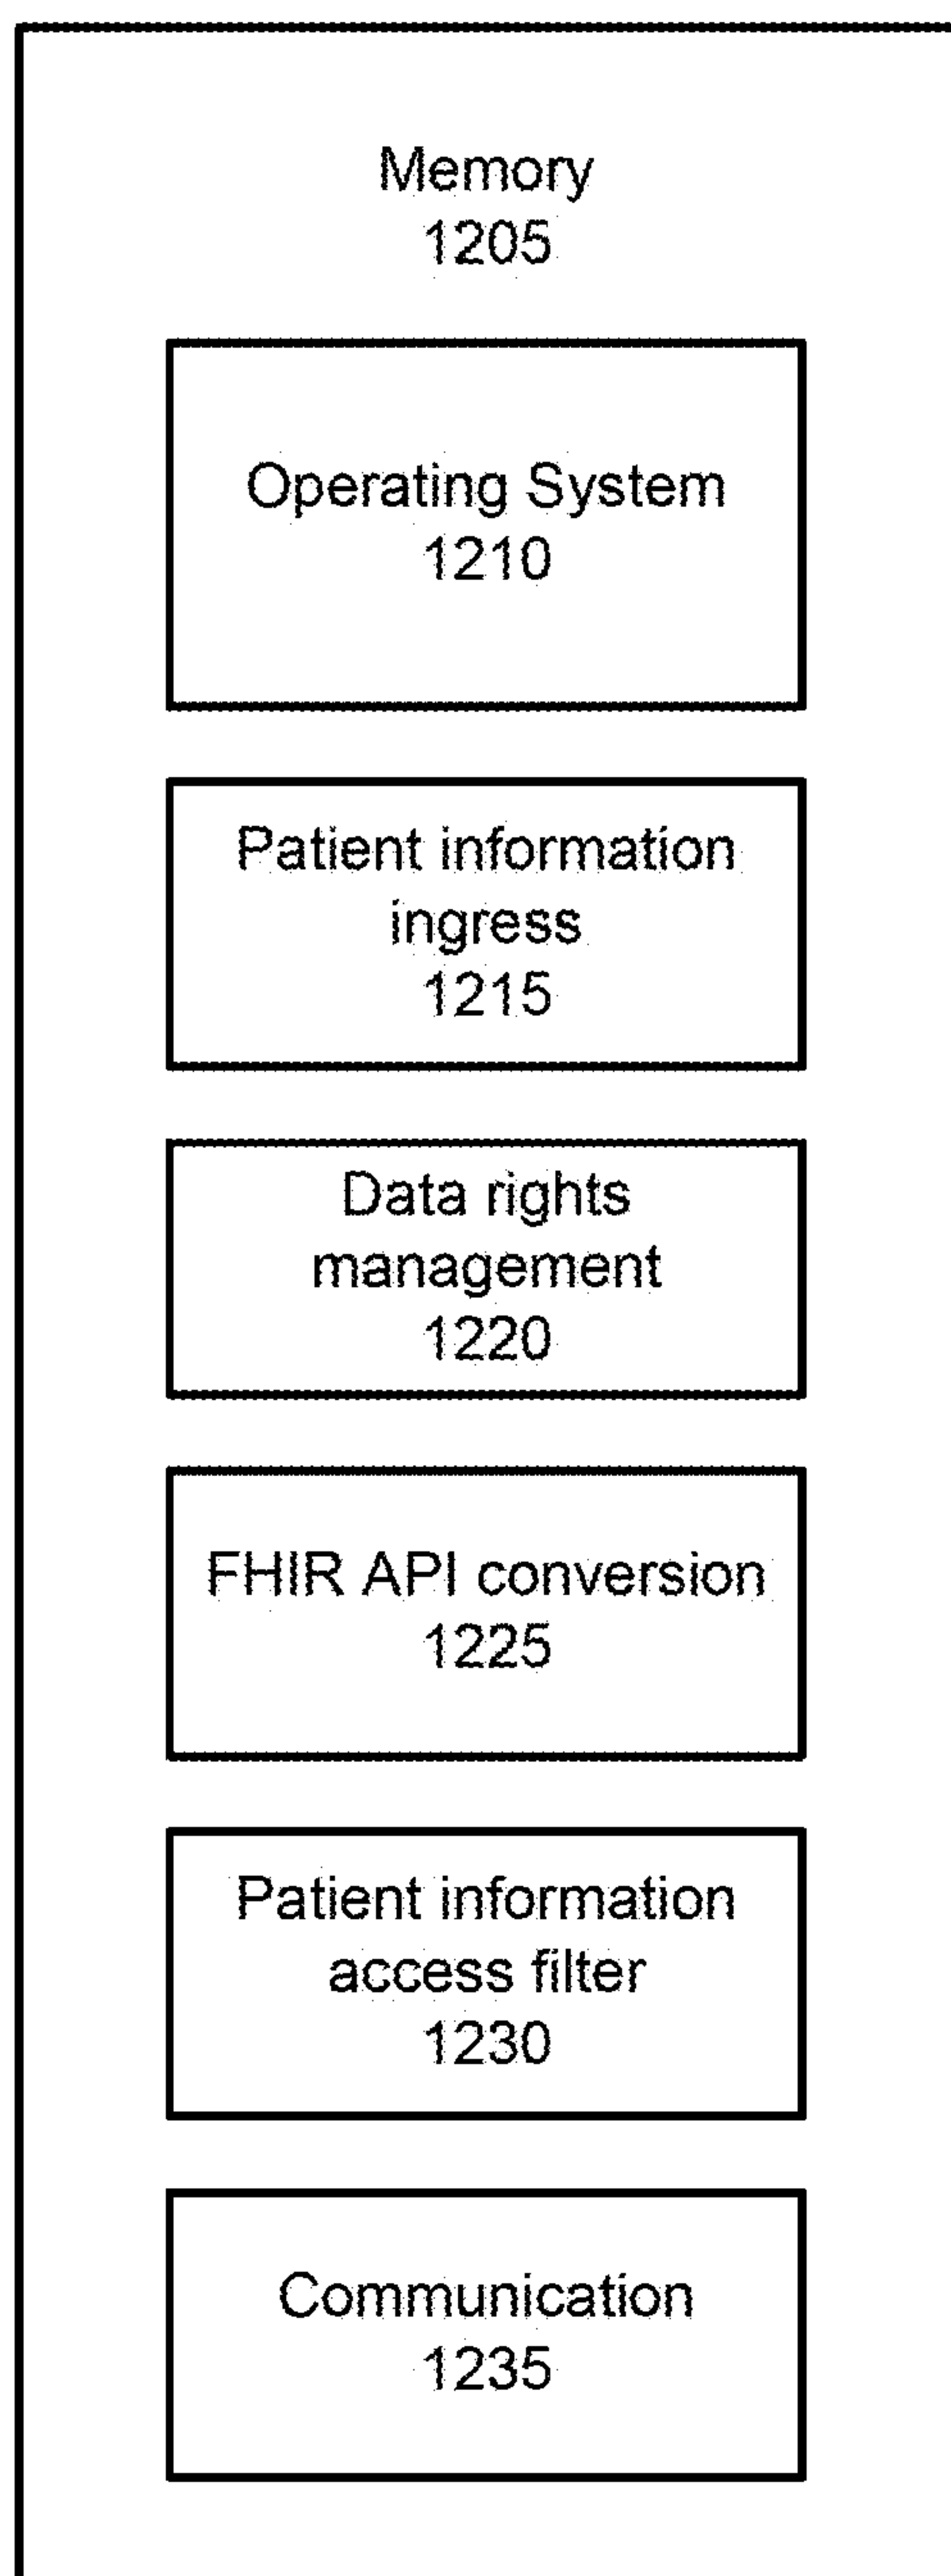 Memory
1205
Operating System
1210
Patient information
ingress
1215
Data rights
management
1220
FHIR API conversion
1225
Patient information
access filter
1230
Communication
1235